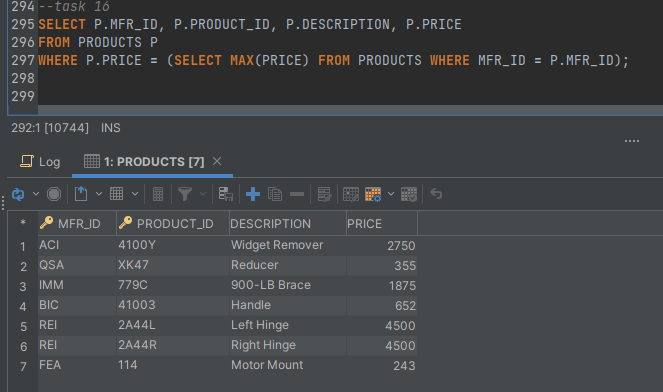 294 --task 16
295 SELECT P.MFR_ID, P.PRODUCT_ID, P.DESCRIPTION, P.PRICE
296 FROM PRODUCTS P
297 WHERE P.PRICE = (SELECT MAX(PRICE) FROM PRODUCTS WHERE MFR_ID = P.MFR_ID);
298
299
292:1 [10744] INS
Log 1: PRODUCTS [7]
* MFR_ID PRODUCT_ID DESCRIPTION PRICE
1 ACI 4100Y Widget Remover 2750
2 QSA XK47 Reducer 355
3 IMM 779C 900-LB Brace 1875
4 BIC 41003 Handle 652
5 REI 2A44L Left Hinge 4500
6 REI 2A44R Right Hinge 4500
7 FEA 114 Motor Mount 243